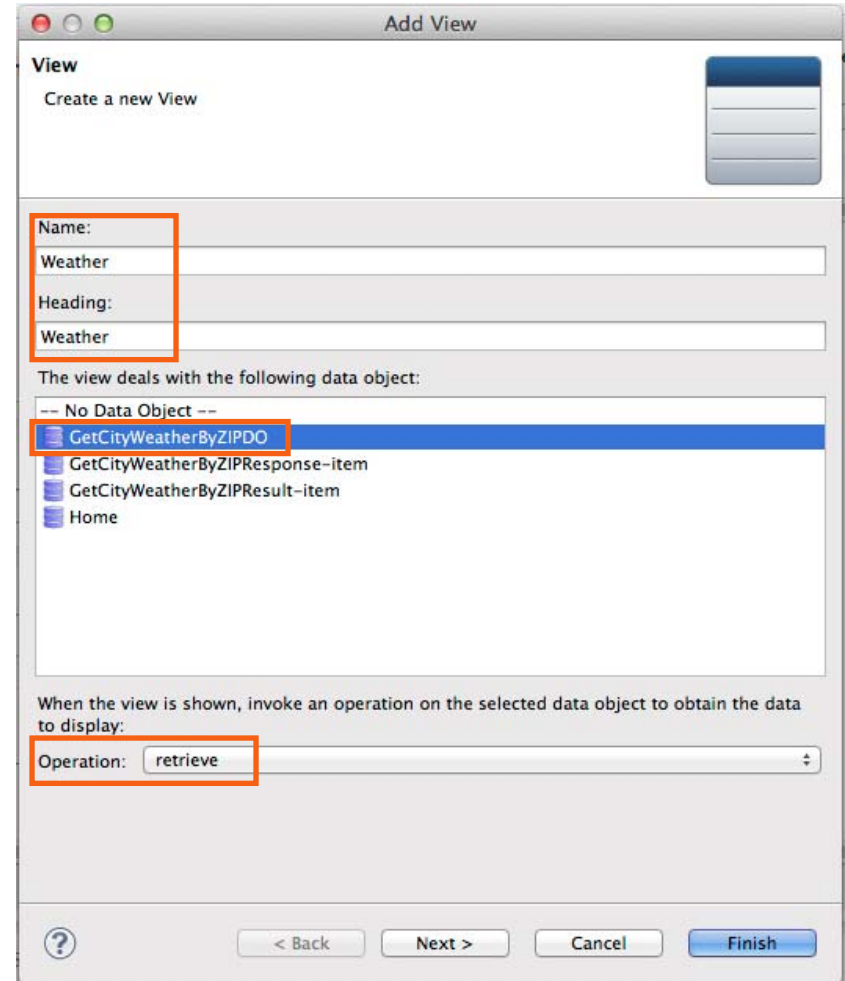 Add View
View
Create a new View
Name:
Weather
Heading:
Weather
The view deals with the following data object:
-- No Data Object --
GetCityWeatherByZIPDO
GetCityWeatherByZIPResponse-item
GetCityWeatherByZIPResult-item
Home
When the view is shown, invoke an operation on the selected data object to obtain the data
to display:
Operation: retrieve
? < Back Next > Cancel Finish